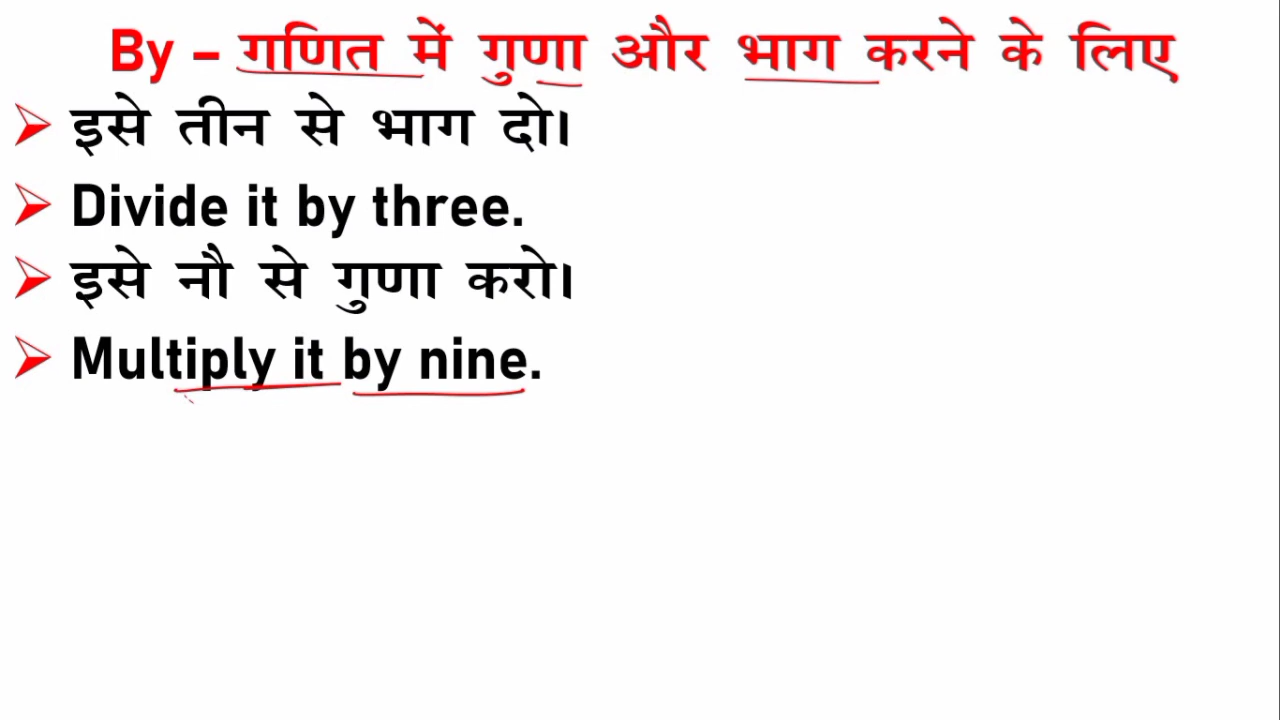 By – गणित में गुणा और भाग करने के लिए
इसे तीन से भाग दो।
Divide it by three.
इसे नौ से गुणा करो।
Multiply it by nine.